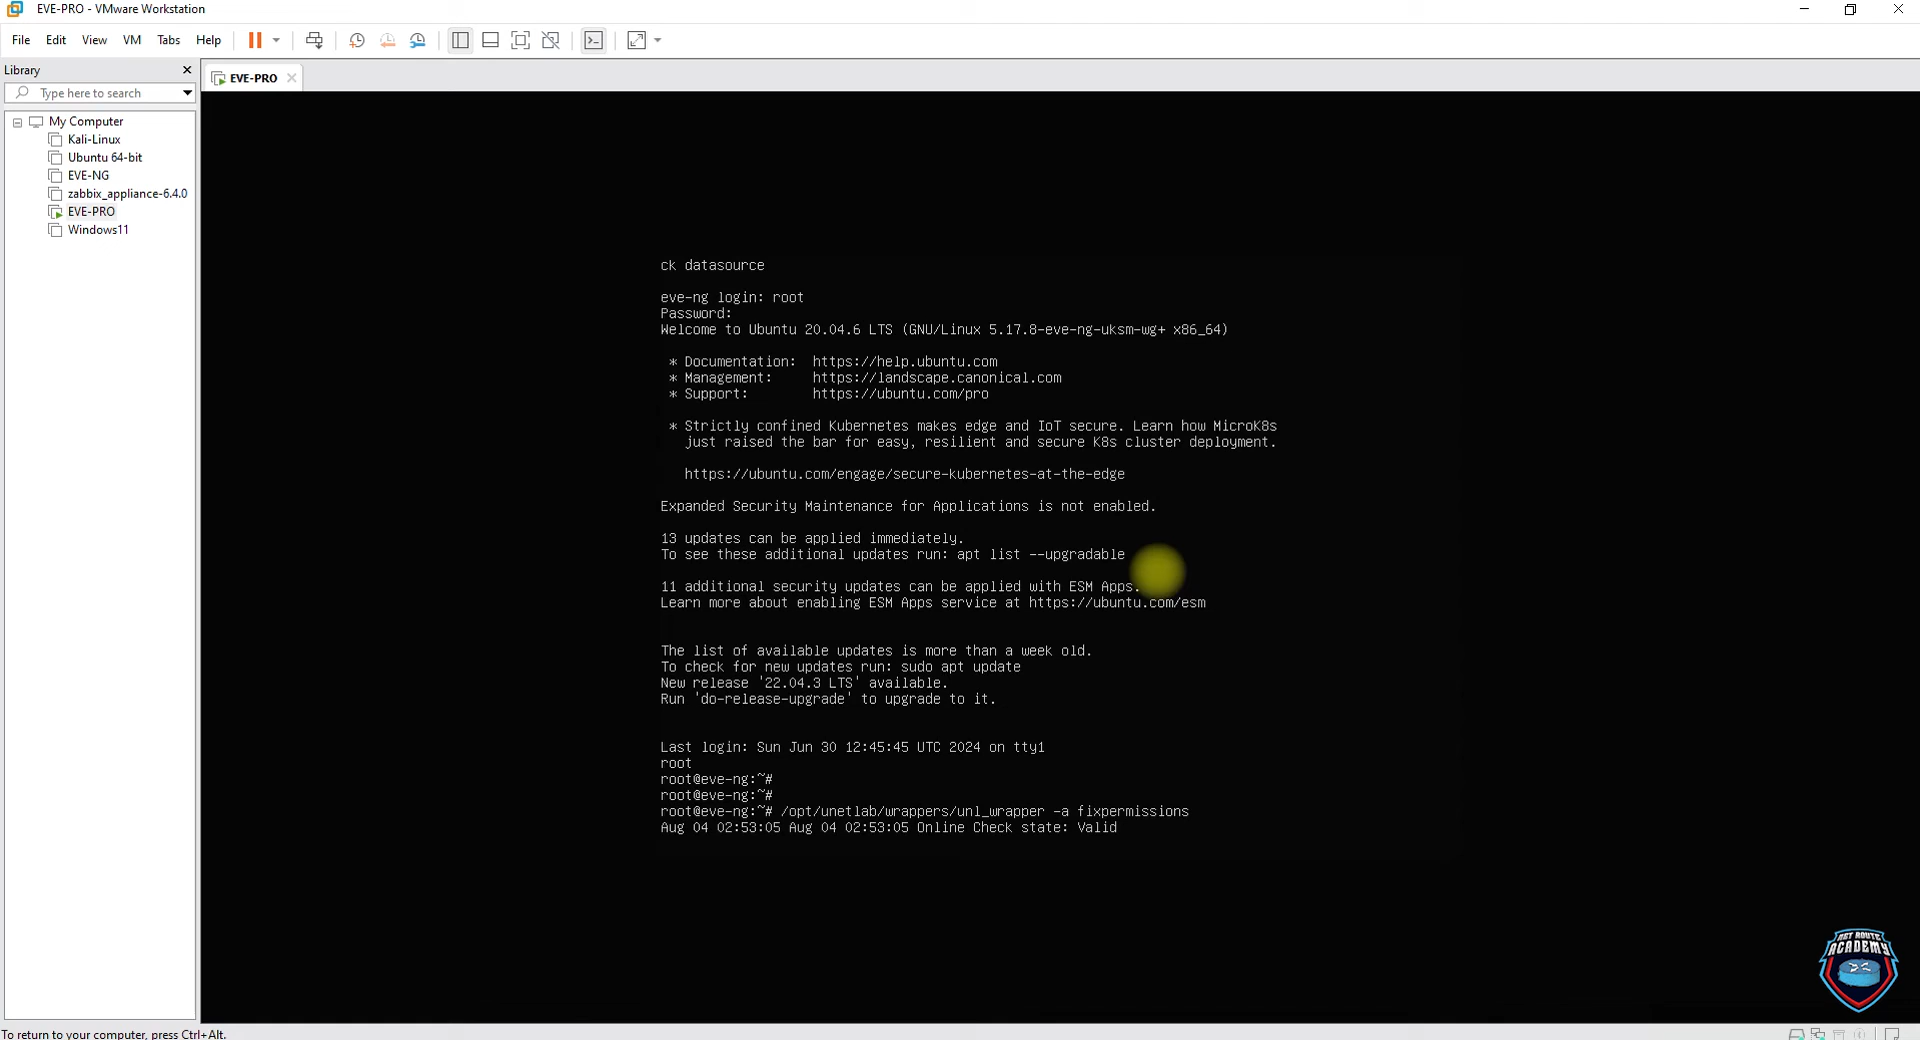 EVE-PRO - VMware Workstation
File Edit View VM Tabs Help
Library
Type here to search
My Computer
Kali-Linux
Ubuntu 64-bit
EVE-NG
zabbix_appliance-6.4.0
EVE-PRO
Windows11
EVE-PRO
ck datasource
eve-ng login: root
Password:
Welcome to Ubuntu 20.04.6 LTS (GNU/Linux 5.17.8-eve-ng-uksm-wg+ x86_64)
* Documentation:  https://help.ubuntu.com
* Management:     https://landscape.canonical.com
* Support:        https://ubuntu.com/pro
* Strictly confined Kubernetes makes edge and IoT secure. Learn how MicroK8s
just raised the bar for easy, resilient and secure K8s cluster deployment.
https://ubuntu.com/engage/secure-kubernetes-at-the-edge
Expanded Security Maintenance for Applications is not enabled.
13 updates can be applied immediately.
To see these additional updates run: apt list --upgradable
11 additional security updates can be applied with ESM Apps.
Learn more about enabling ESM Apps service at https://ubuntu.com/esm
The list of available updates is more than a week old.
To check for new updates run: sudo apt update
New release '22.04.3 LTS' available.
Run 'do-release-upgrade' to upgrade to it.
Last login: Sun Jun 30 12:45:45 UTC 2024 on tty1
root
root@eve-ng:~#
root@eve-ng:~#
root@eve-ng:~# /opt/unetlab/wrappers/unl_wrapper -a fixpermissions
Aug 04 02:53:05 Aug 04 02:53:05 Online Check state: Valid
NET ROUTE
ACADEMY
To return to your computer, press Ctrl+Alt.